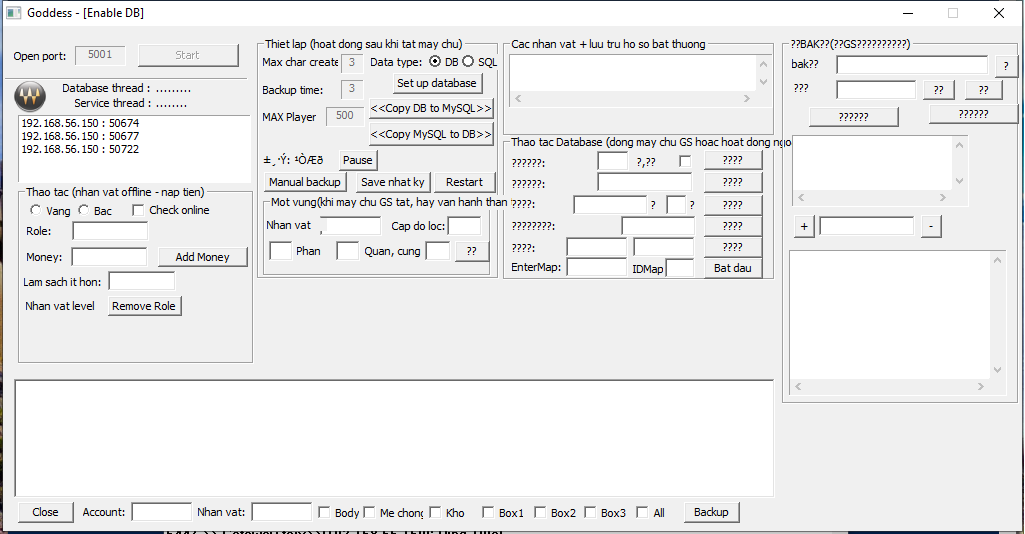 Goddess - [Enable DB]
Open port: 5001 Start
Database thread : .........
Service thread : ........
192.168.56.150 : 50674
192.168.56.150 : 50677
192.168.56.150 : 50722
Thao tac (nhan vat offline - nap tien)
Vang Bac Check online
Role:
Money: Add Money
Lam sach it hon:
Nhan vat level Remove Role
Thiet lap (hoat dong sau khi tat may chu)
Max char create 3 Data type: DB SQL
Set up database
Backup time: 3
<<Copy DB to MySQL>>
MAX Player 500
<<Copy MySQL to DB>>
±¸·Ý: ¹ÒÆð Pause
Manual backup Save nhat ky Restart
Mot vung(khi may chu GS tat, hay van hanh than
Nhan vat Cap do loc:
Phan Quan, cung ??
Cac nhan vat + luu tru ho so bat thuong
Thao tac Database (dong may chu GS hoac hoat dong ngo
??????: ?,?? ????
??????: ????
????: ? ? ????
????????: ????
????: ????
EnterMap: IDMap Bat dau
??BAK??(??GS??????????)
bak?? ?
??? ?? ??
?????? ??????
+ -
Close Account: Nhan vat: Body Me chong Kho Box1 Box2 Box3 All Backup